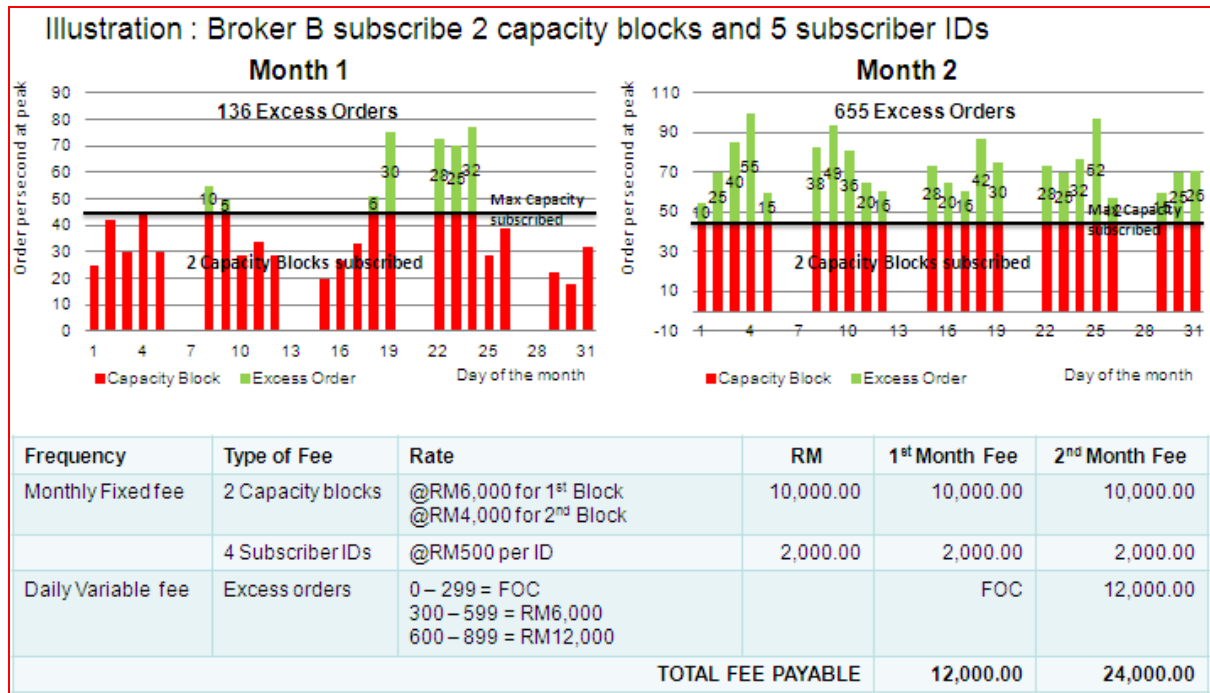 Illustration : Broker B subscribe 2 capacity blocks and 5 subscriber IDs
Month 1
Order per second at peak
90
80
70
60
50
40
30
20
10
0
136 Excess Orders
10 5 6 30 28 25 32
Max Capacity
subscribed
2 Capacity Blocks subscribed
1 4 7 10 13 16 19 22 25 28 31
Capacity Block Excess Order Day of the month
Month 2
Order per second at peak
110
90
70
50
30
10
-10
655 Excess Orders
10 25 40 55 15 38 49 36 20 15 28 20 15 42 30 28 25 32 52 15 25 26
Max Capacity
subscribed
2 Capacity Blocks subscribed
1 4 7 10 13 16 19 22 25 28 31
Capacity Block Excess Order Day of the month
Frequency Type of Fee Rate RM 1st Month Fee 2nd Month Fee
Monthly Fixed fee 2 Capacity blocks @RM6,000 for 1st Block 10,000.00 10,000.00 10,000.00
@RM4,000 for 2nd Block
4 Subscriber IDs @RM500 per ID 2,000.00 2,000.00 2,000.00
Daily Variable fee Excess orders 0 – 299 = FOC FOC 12,000.00
300 – 599 = RM6,000
600 – 899 = RM12,000
TOTAL FEE PAYABLE 12,000.00 24,000.00